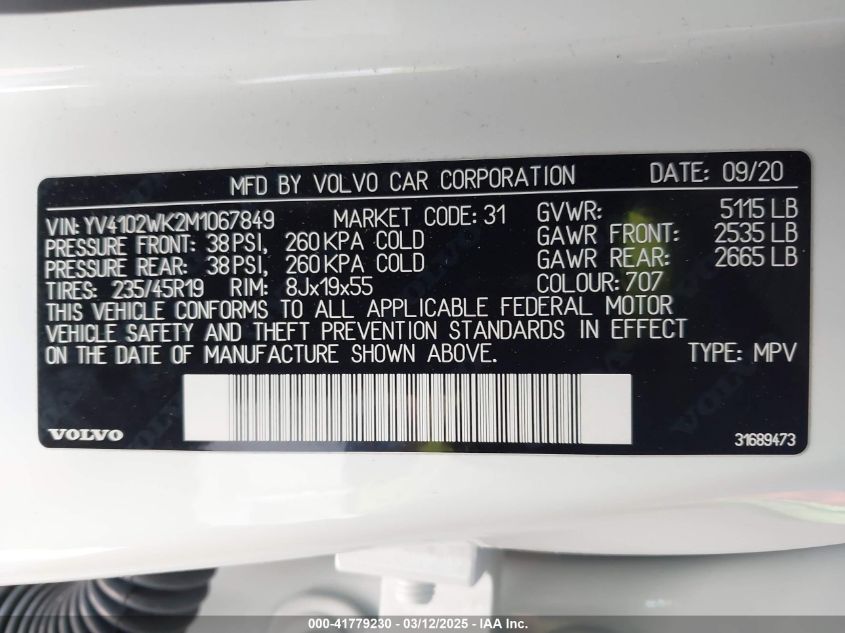 MFD BY VOLVO CAR CORPORATION DATE: 09/20
VIN: YV4102WK2M1067849 MARKET CODE: 31 GVWR: 5115 LB
PRESSURE FRONT: 38 PSI, 260 KPA COLD GAWR FRONT: 2535 LB
PRESSURE REAR: 38 PSI, 260 KPA COLD GAWR REAR: 2665 LB
TIRES: 235/45R19 RIM: 8Jx19x55 COLOUR: 707
THIS VEHICLE CONFORMS TO ALL APPLICABLE FEDERAL MOTOR
VEHICLE SAFETY AND THEFT PREVENTION STANDARDS IN EFFECT
ON THE DATE OF MANUFACTURE SHOWN ABOVE. TYPE: MPV
VOLVO 31689473
000-41779230 - 03/12/2025 - IAA Inc.